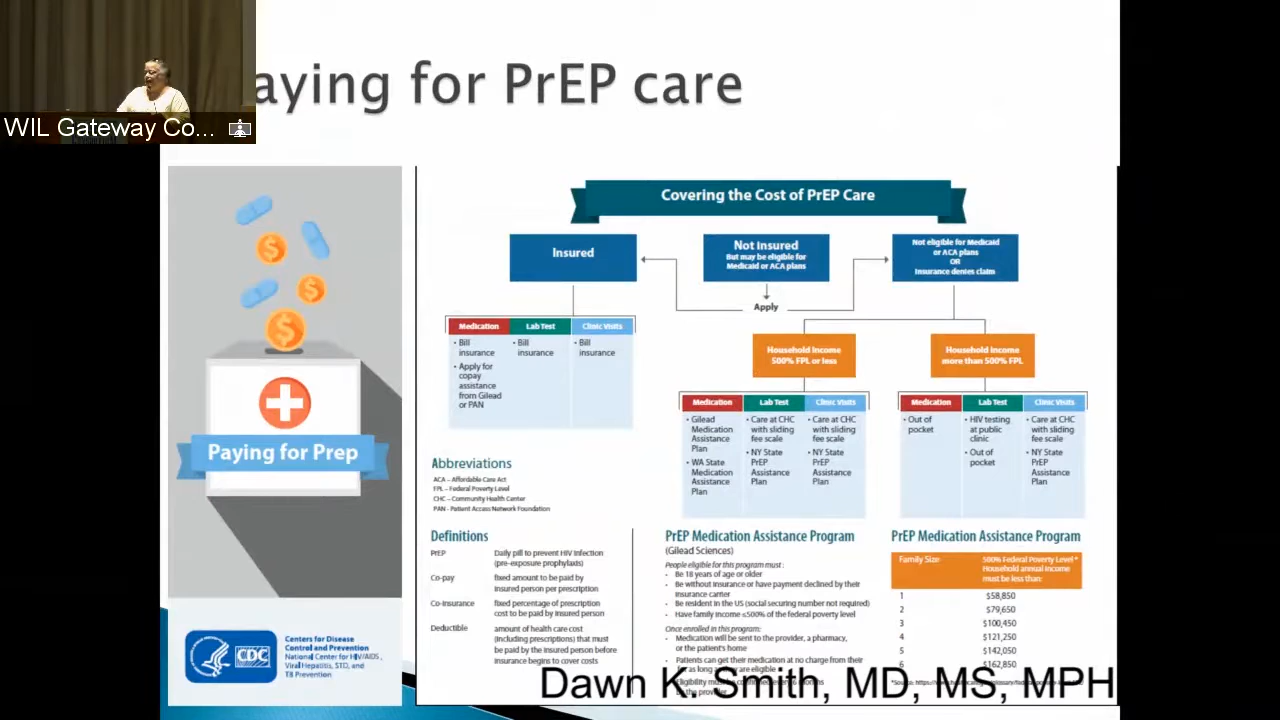 WIL Gateway Co...
aying for PrEP care
Covering the Cost of PrEP Care
Insured
Not Insured
But may be eligible for
Medicaid or ACA plans
Not eligible for Medicaid
or ACA plans
OR
Insurance denies claim
Apply
Household income
500% FPL or less
Household income
more than 500% FPL
Medication
Lab Test
Clinic Visits
• Bill
insurance
• Apply for
copay
assistance
from Gilead
or PAN
• Bill
insurance
• Bill
insurance
Medication
Lab Test
Clinic Visits
• Gilead
Medication
Assistance
Plan
• WA State
Medication
Assistance
Plan
• Care at CHC
with sliding
fee scale
• NY State
PrEP
Assistance
Plan
• Care at CHC
with sliding
fee scale
• NY State
PrEP
Assistance
Plan
Medication
Lab Test
Clinic Visits
• Out of
pocket
• HIV testing
at public
clinic
• Out of
pocket
• Care at CHC
with sliding
fee scale
• NY State
PrEP
Assistance
Plan
Paying for Prep
CDC
Centers for Disease
Control and Prevention
National Center for HIV/AIDS,
Viral Hepatitis, STD, and
TB Prevention
Abbreviations
ACA – Affordable Care Act
FPL – Federal Poverty Level
CHC – Community Health Center
PAN - Patient Access Network Foundation
Definitions
PrEP Daily pill to prevent HIV infection
(pre-exposure prophylaxis)
Co-pay fixed amount to be paid by
insured person per prescription
Co-insurance fixed percentage of prescription
cost to be paid by insured person
Deductible amount of health care cost
(including prescriptions) that must
be paid by the insured person before
insurance begins to cover costs
PrEP Medication Assistance Program
(Gilead Sciences)
People eligible for this program must :
• Be 18 years of age or older
• Be without insurance or have payment declined by their
insurance carrier
• Be resident in the US (social securing number not required)
• Have family income ≤500% of the federal poverty level
Once enrolled in this program:
• Medication will be sent to the provider, a pharmacy,
or the patient's home
• Patients can get their medication at no charge from their
as long as they are eligible
Eligibility must be months
by the provider
PrEP Medication Assistance Program
Family Size
500% Federal Poverty Level*
Household annual income
must be less than:
1 $58,850
2 $79,650
3 $100,450
4 $121,250
5 $142,050
6 $162,850
*Source: https://
Dawn K. Smith, MD, MS, MPH